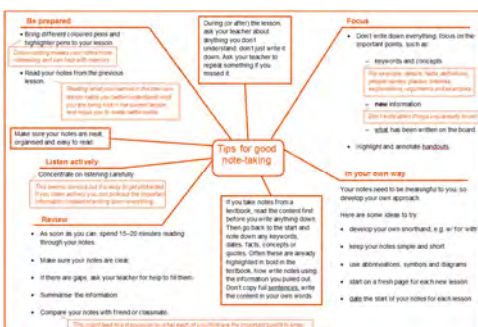 Be prepared
• Bring different coloured pens and
highlighter pens to your lesson.
• Read your notes from the previous
lesson.
Make sure your notes are neat,
organised and easy to read.
Listen actively
Concentrate on listening carefully
Review
• As soon as you can, spend 15–20 minutes reading
through your notes.
• Make sure your notes are clear.
• If there are gaps, ask your teacher for help to fill them.
• Summarise the information
• Compare your notes with friend or classmate.
During (or after) the lesson,
ask your teacher about
anything you don't
understand; don't just write it
down. Ask your teacher to
repeat something if you
missed it.
Tips for good
note-taking
If you take notes from a
textbook, read the content first
before you write anything down.
Then go back to the start and
note down any keywords,
dates, facts, concepts or
quotes. Often these are already
highlighted in bold in the
textbook. Now write notes using
the information you pulled out.
Don't copy full sentences, write
the content in your own words.
Focus
• Don't write down everything; focus on the
important points, such as:
– keywords and concepts
– new information
– what has been written on the board.
• Highlight and annotate handouts.
In your own way
Your notes need to be meaningful to you, so
develop your own approach.
Here are some ideas to try:
• develop your own shorthand, e.g. w/ for with
• keep your notes simple and short
• use abbreviations, symbols and diagrams
• start on a fresh page for each new lesson
• date the start of your notes for each lesson.